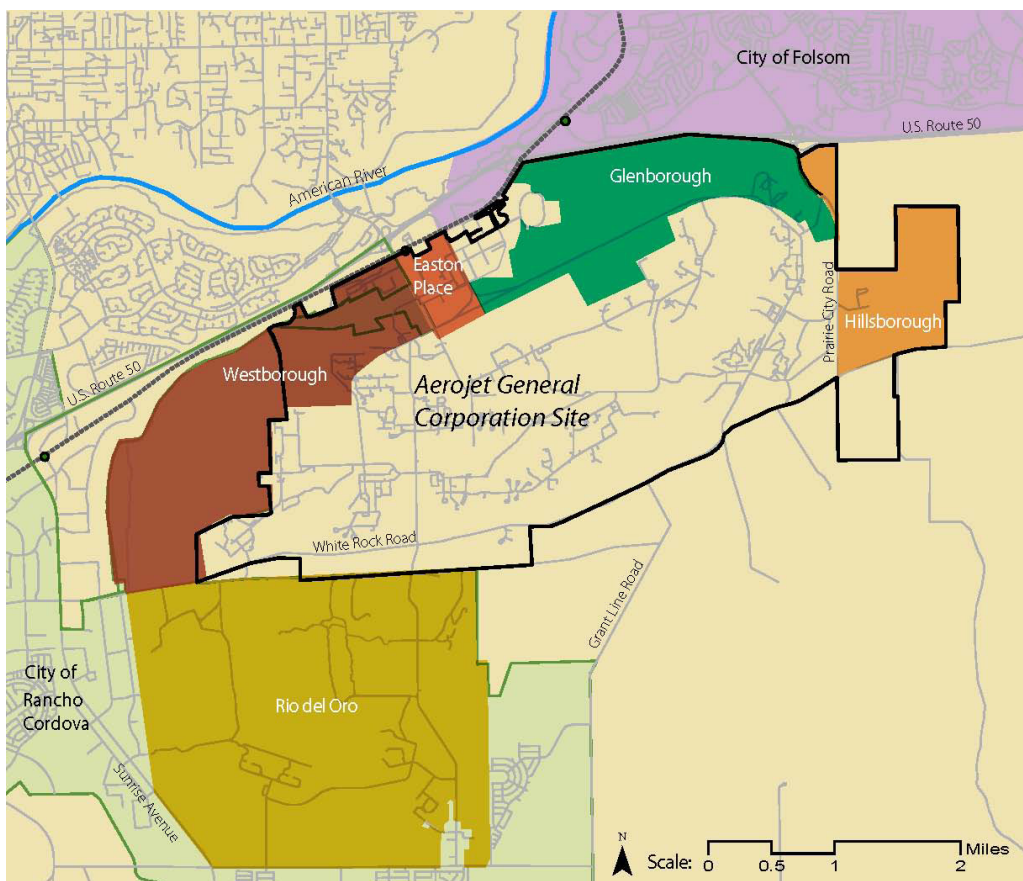 City of Folsom
U.S. Route 50
American River
Glenborough
Easton
Place
Prairie City Road
Hillsborough
U.S. Route 50
Westborough
Aerojet General
Corporation Site
White Rock Road
Grant Line Road
City of
Rancho
Cordova
Rio del Oro
Sunrise Avenue
N
Scale: 0 0.5 1 2 Miles